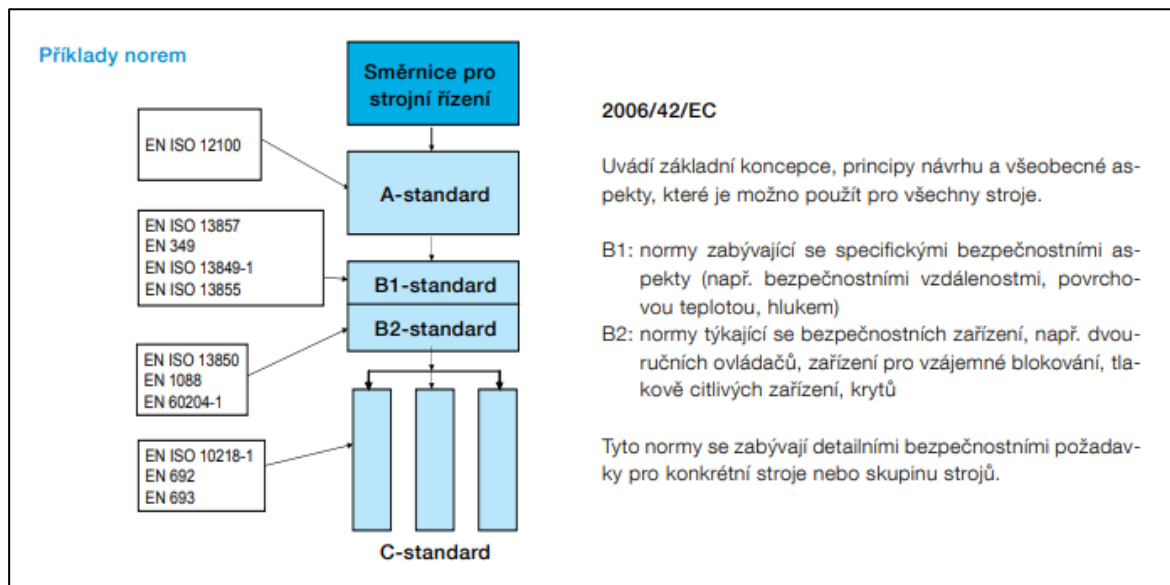 Příklady norem
Směrnice pro
strojní řízení
EN ISO 12100
A-standard
EN ISO 13857
EN 349
EN ISO 13849-1
EN ISO 13855
B1-standard
B2-standard
EN ISO 13850
EN 1088
EN 60204-1
EN ISO 10218-1
EN 692
EN 693
C-standard
2006/42/EC
Uvádí základní koncepce, principy návrhu a všeobecné as-
pekty, které je možno použít pro všechny stroje.
B1: normy zabývající se specifickými bezpečnostními as-
pekty (např. bezpečnostními vzdálenostmi, povrcho-
vou teplotou, hlukem)
B2: normy týkající se bezpečnostních zařízení, např. dvou-
ručních ovládačů, zařízení pro vzájemné blokování, tla-
kově citlivých zařízení, krytů
Tyto normy se zabývají detailními bezpečnostními požadav-
ky pro konkrétní stroje nebo skupinu strojů.